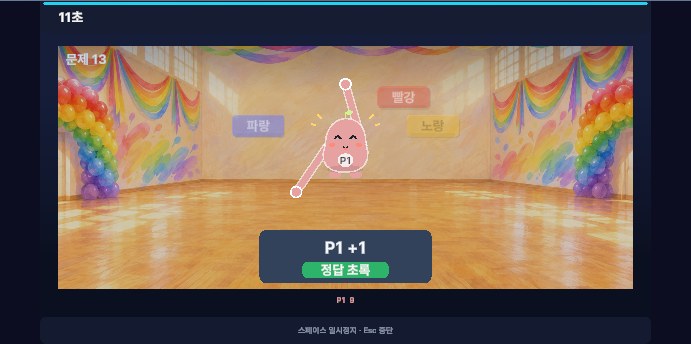 11초
문제 13
빨강
파랑
노랑
P1
P1 +1
정답 초록
P1 8
스페이스 일시정지 · Esc 중단